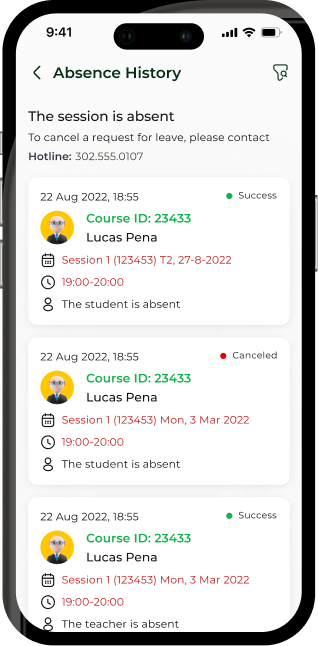 9:41
Absence History
The session is absent
To cancel a request for leave, please contact
Hotline: 302.555.0107
22 Aug 2022, 18:55
Success
Course ID: 23433
Lucas Pena
Session 1 (123453) T2, 27-8-2022
19:00-20:00
The student is absent
22 Aug 2022, 18:55
Canceled
Course ID: 23433
Lucas Pena
Session 1 (123453) Mon, 3 Mar 2022
19:00-20:00
The student is absent
22 Aug 2022, 18:55
Success
Course ID: 23433
Lucas Pena
Session 1 (123453) Mon, 3 Mar 2022
19:00-20:00
The teacher is absent